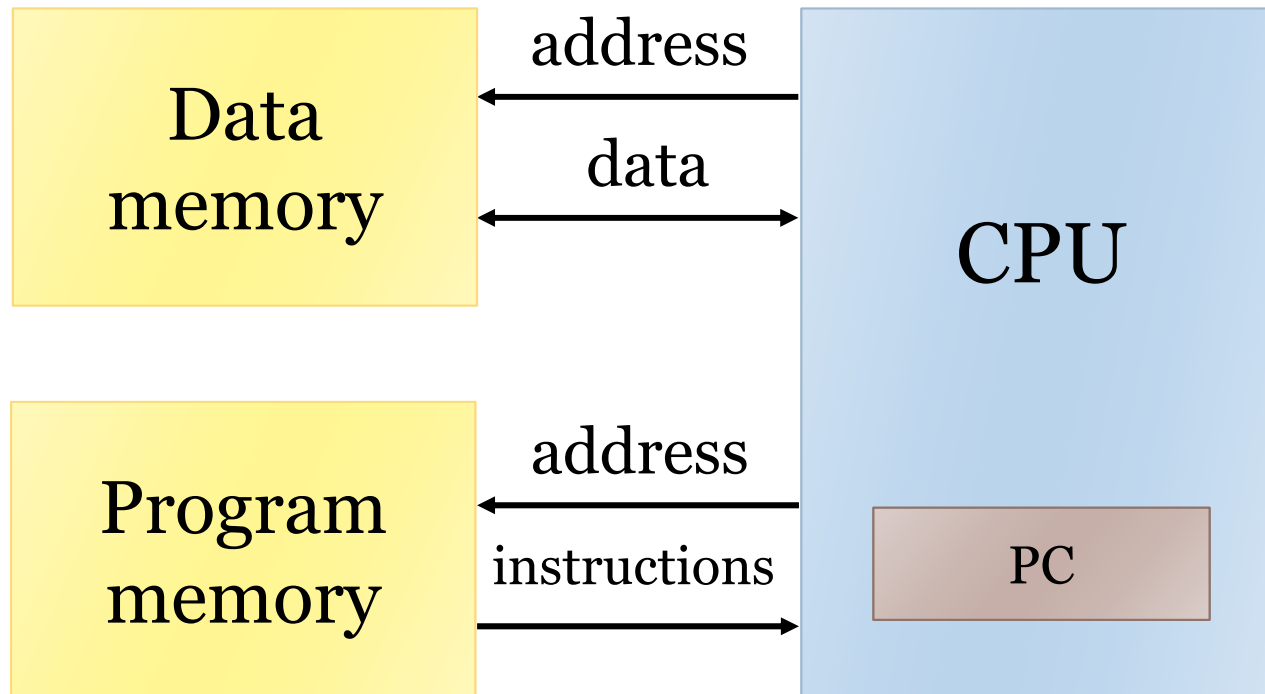 address
Data
memory
data
CPU
address
Program
memory
instructions
PC